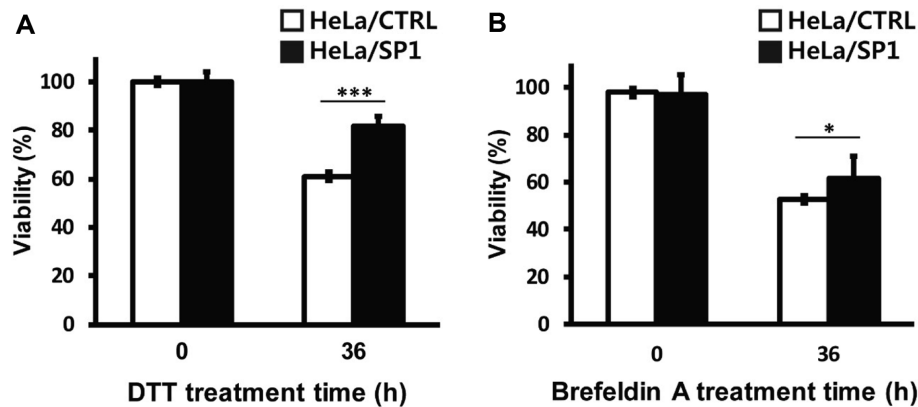 A
HeLa/CTRL
HeLa/SP1
Viability (%)
100
80
60
40
20
0
***
0
36
DTT treatment time (h)
B
HeLa/CTRL
HeLa/SP1
Viability (%)
100
80
60
40
20
0
*
0
36
Brefeldin A treatment time (h)